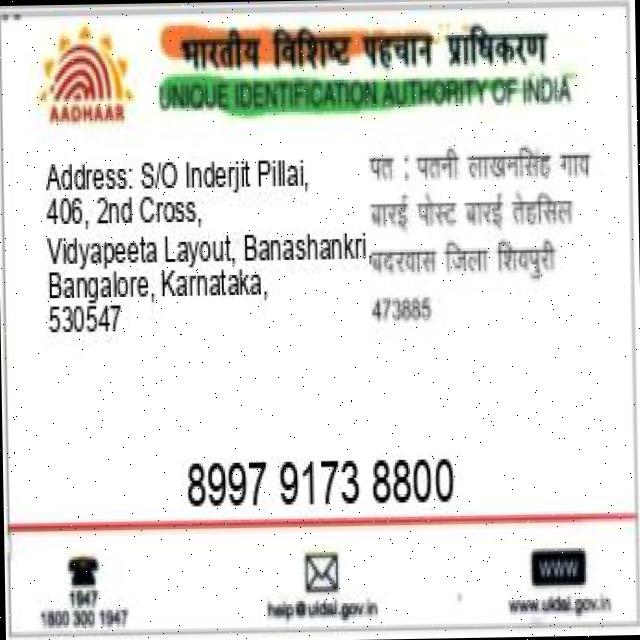 भारतीय विशिष्ट पहचान प्राधिकरण
UNIQUE IDENTIFICATION AUTHORITY OF INDIA
AADHAAR
Address: S/O Inderjit Pillai,
406, 2nd Cross,
Vidyapeeta Layout, Banashankri,
Bangalore, Karnataka,
530547
पत : पतनी लाखनसिंह गाव
बारई पोस्ट बारई तेहसिल
बदरवास जिला शिवपुरी
473885
8997 9173 8800
1947
1800 300 1947
help@uidai.gov.in
WWW
www.uidai.gov.in